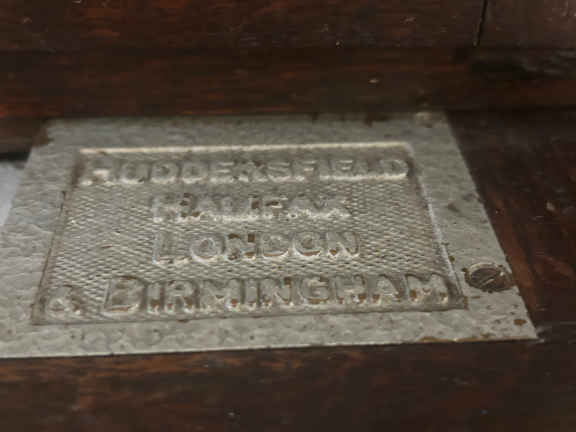 HUDDERSFIELD
HALIFAX
LONDON
& BIRMINGHAM